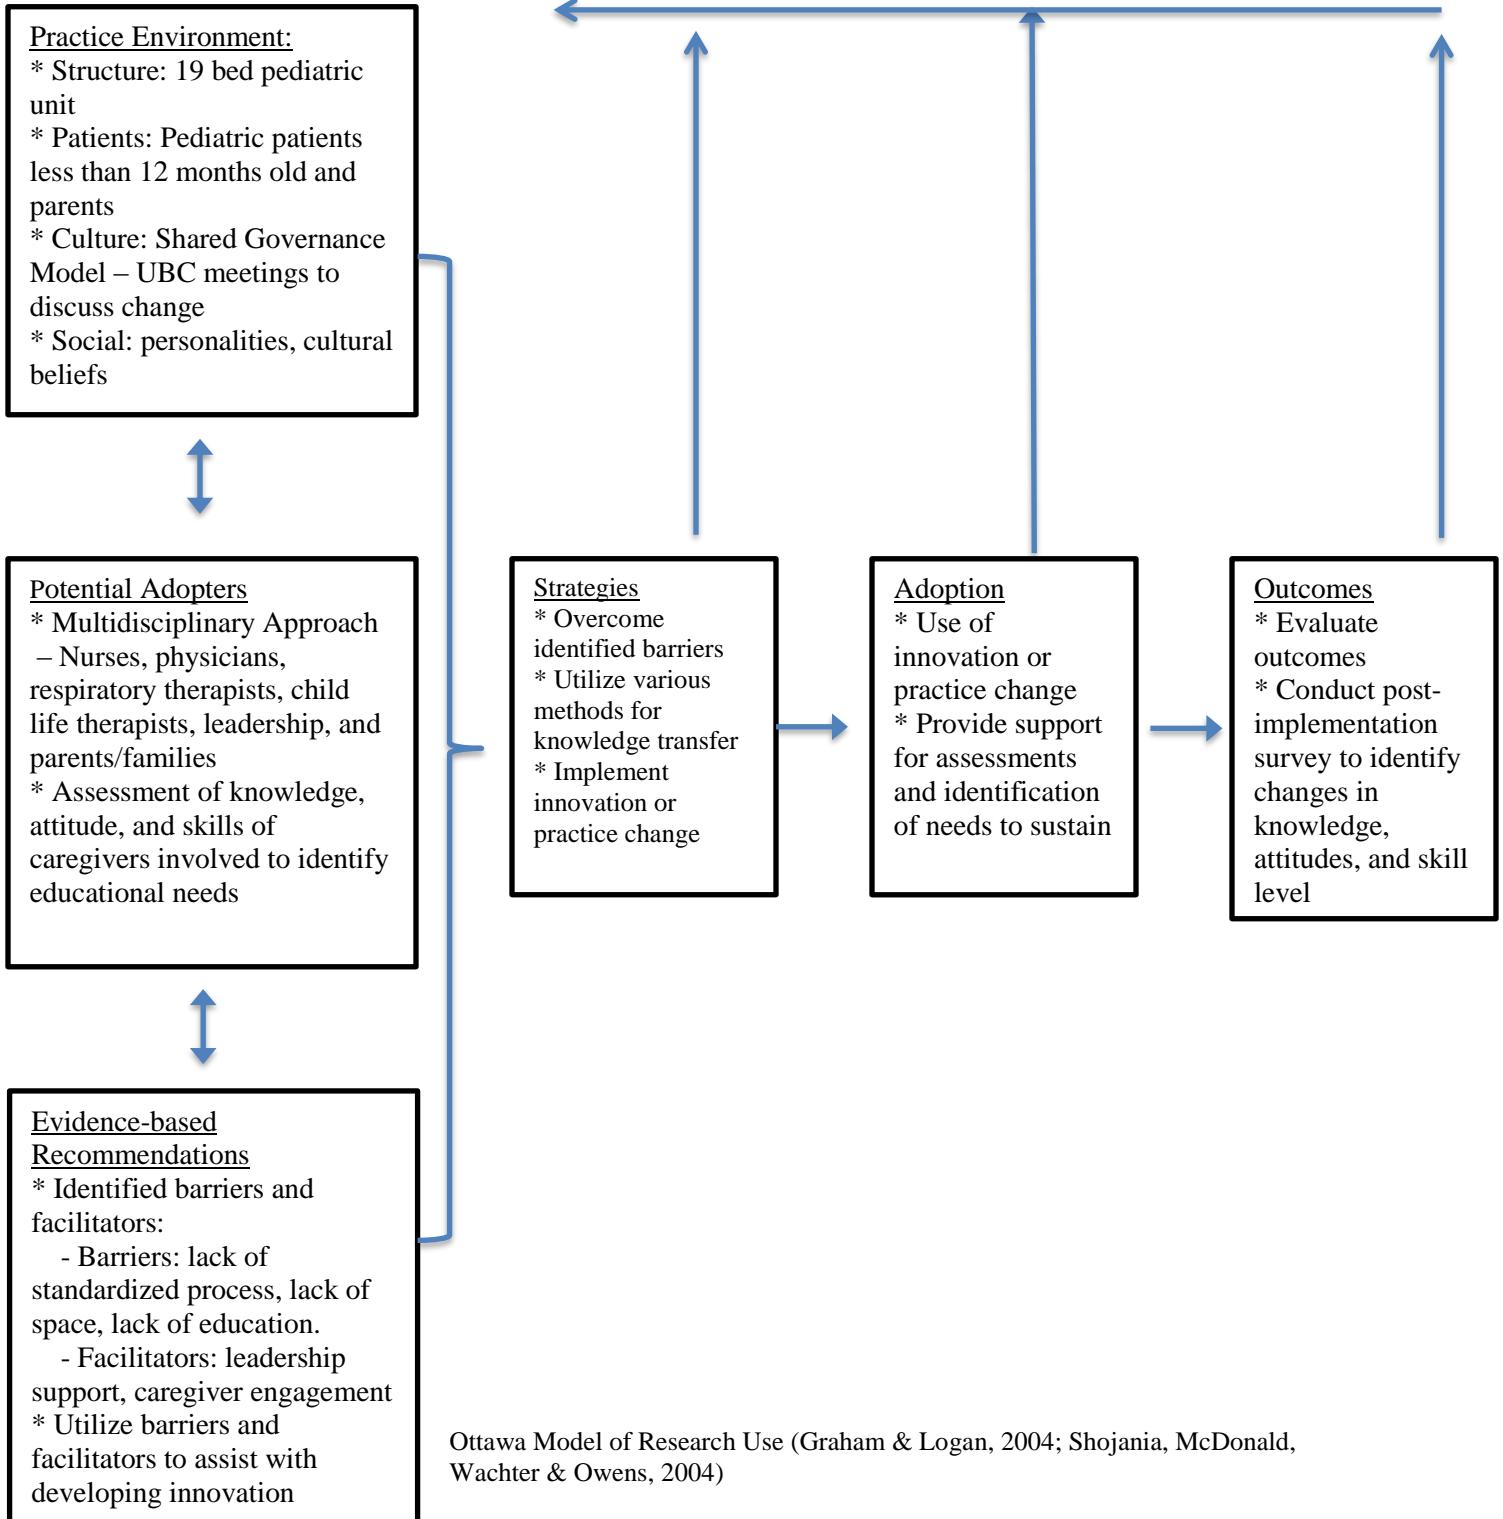 Practice Environment:
* Structure: 19 bed pediatric
unit
* Patients: Pediatric patients
less than 12 months old and
parents
* Culture: Shared Governance
Model – UBC meetings to
discuss change
* Social: personalities, cultural
beliefs
Potential Adopters
* Multidisciplinary Approach
– Nurses, physicians,
respiratory therapists, child
life therapists, leadership, and
parents/families
* Assessment of knowledge,
attitude, and skills of
caregivers involved to identify
educational needs
Evidence-based
Recommendations
* Identified barriers and
facilitators:
- Barriers: lack of
standardized process, lack of
space, lack of education.
- Facilitators: leadership
support, caregiver engagement
* Utilize barriers and
facilitators to assist with
developing innovation
Strategies
* Overcome
identified barriers
* Utilize various
methods for
knowledge transfer
* Implement
innovation or
practice change
Adoption
* Use of
innovation or
practice change
* Provide support
for assessments
and identification
of needs to sustain
Outcomes
* Evaluate
outcomes
* Conduct post-
implementation
survey to identify
changes in
knowledge,
attitudes, and skill
level
Ottawa Model of Research Use (Graham & Logan, 2004; Shojania, McDonald,
Wachter & Owens, 2004)